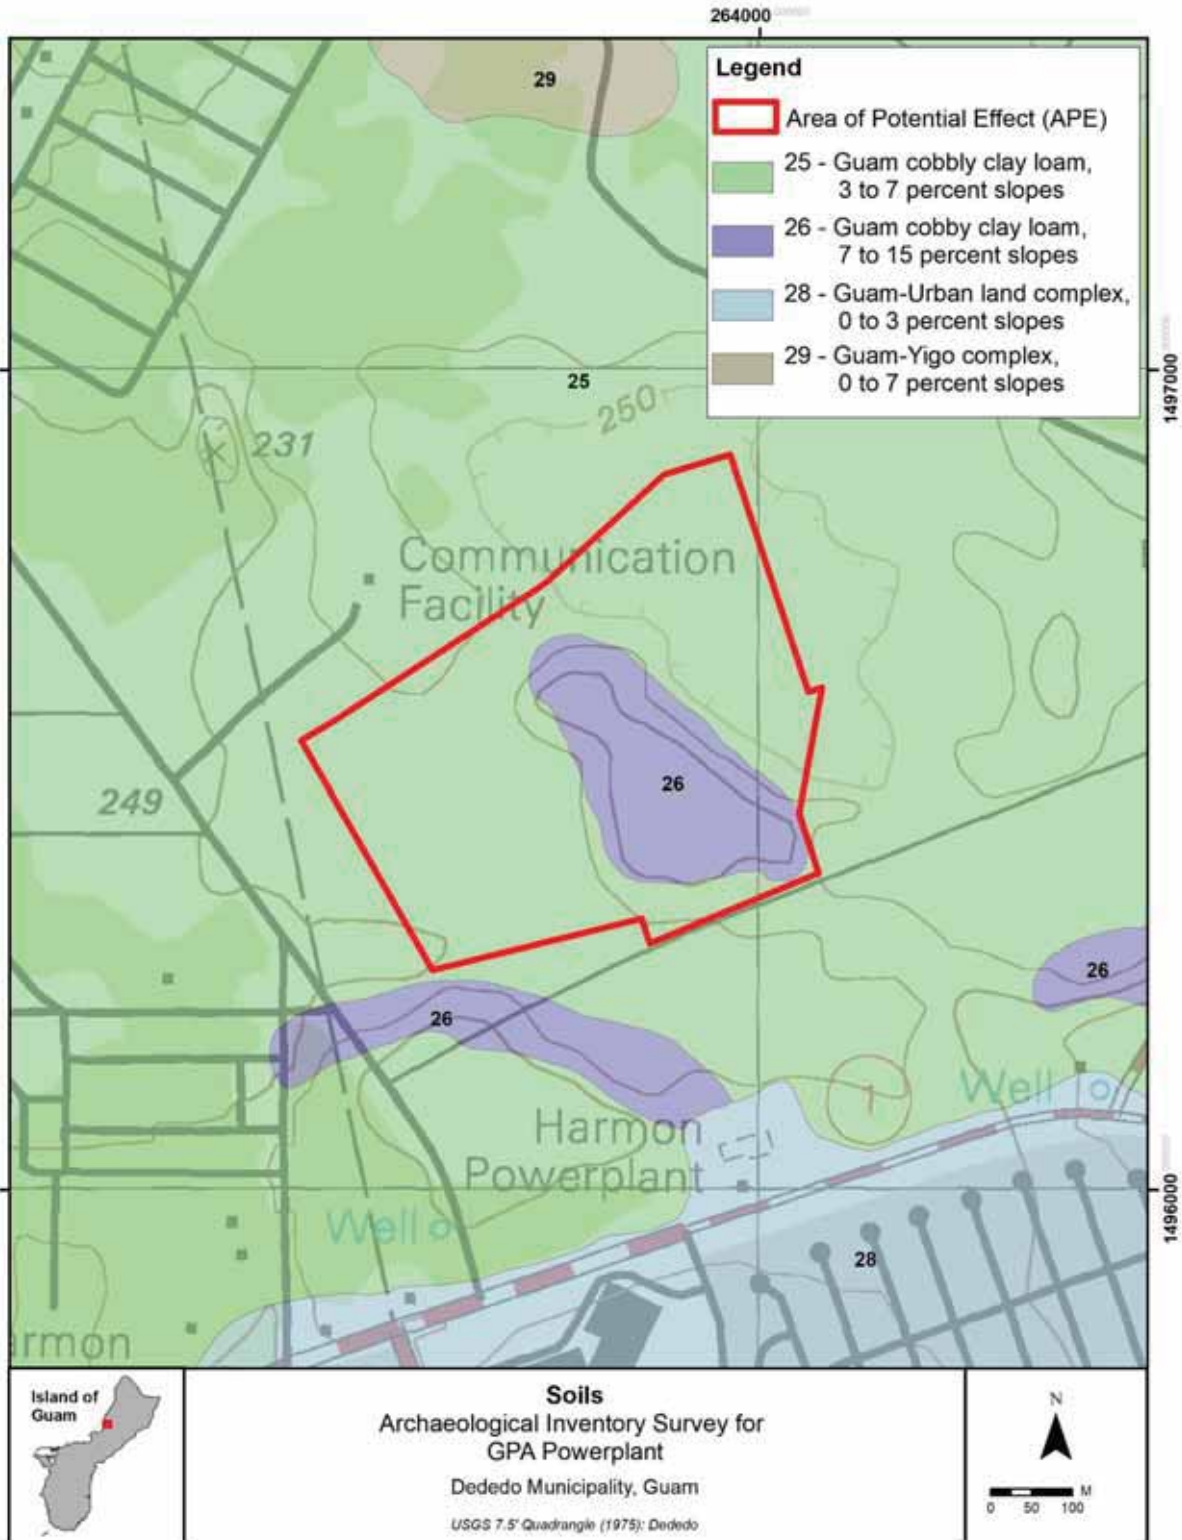 264000
29
Legend
Area of Potential Effect (APE)
25 - Guam cobbly clay loam,
3 to 7 percent slopes
26 - Guam cobby clay loam,
7 to 15 percent slopes
28 - Guam-Urban land complex,
0 to 3 percent slopes
29 - Guam-Yigo complex,
0 to 7 percent slopes
1497000
25
250
231
Communication
Facility
26
249
26
26
1
Well
Harmon
Powerplant
1496000
Well
28
armon
Island of
Guam
Soils
Archaeological Inventory Survey for
GPA Powerplant
Dededo Municipality, Guam
USGS 7.5' Quadrangle (1975): Dededo
N
M
0 50 100